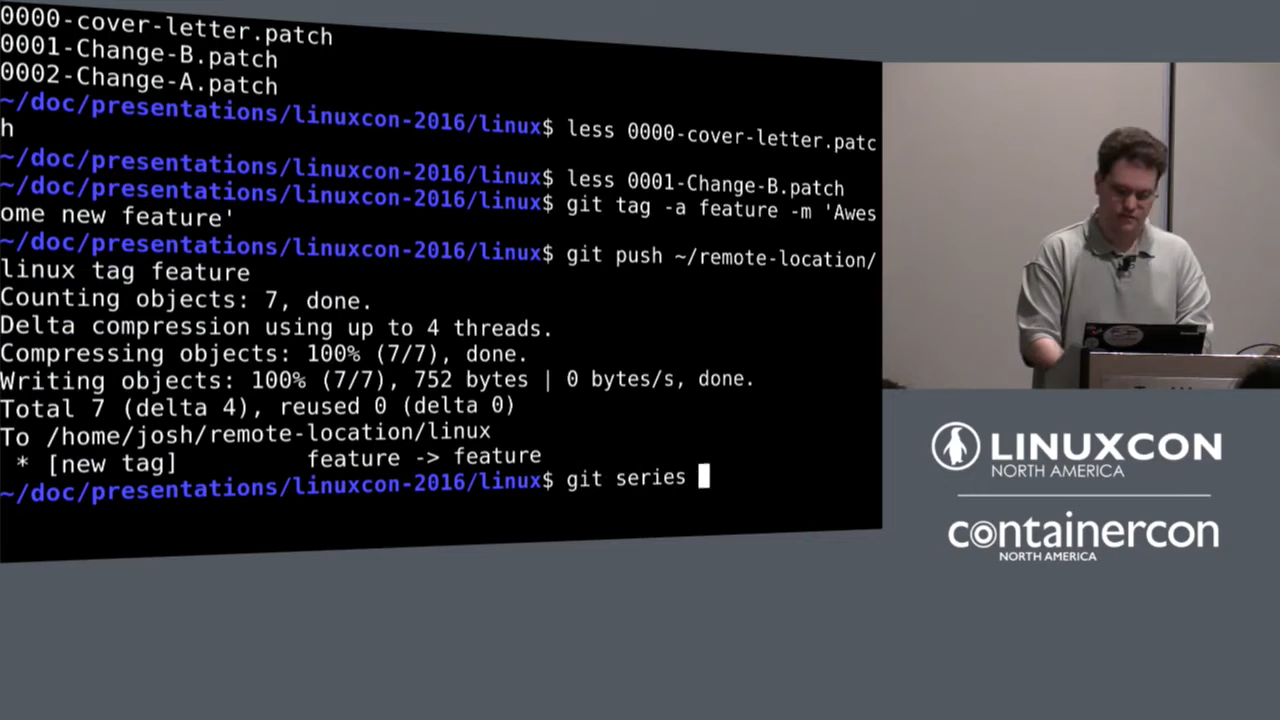 0000-cover-letter.patch
0001-Change-B.patch
0002-Change-A.patch
~/doc/presentations/linuxcon-2016/linux$ less 0000-cover-letter.patc
h
~/doc/presentations/linuxcon-2016/linux$ less 0001-Change-B.patch
~/doc/presentations/linuxcon-2016/linux$ git tag -a feature -m 'Awes
ome new feature'
~/doc/presentations/linuxcon-2016/linux$ git push ~/remote-location/
linux tag feature
Counting objects: 7, done.
Delta compression using up to 4 threads.
Compressing objects: 100% (7/7), done.
Writing objects: 100% (7/7), 752 bytes | 0 bytes/s, done.
Total 7 (delta 4), reused 0 (delta 0)
To /home/josh/remote-location/linux
 * [new tag]         feature -> feature
~/doc/presentations/linuxcon-2016/linux$ git series
LINUXCON
NORTH AMERICA
containercon
NORTH AMERICA